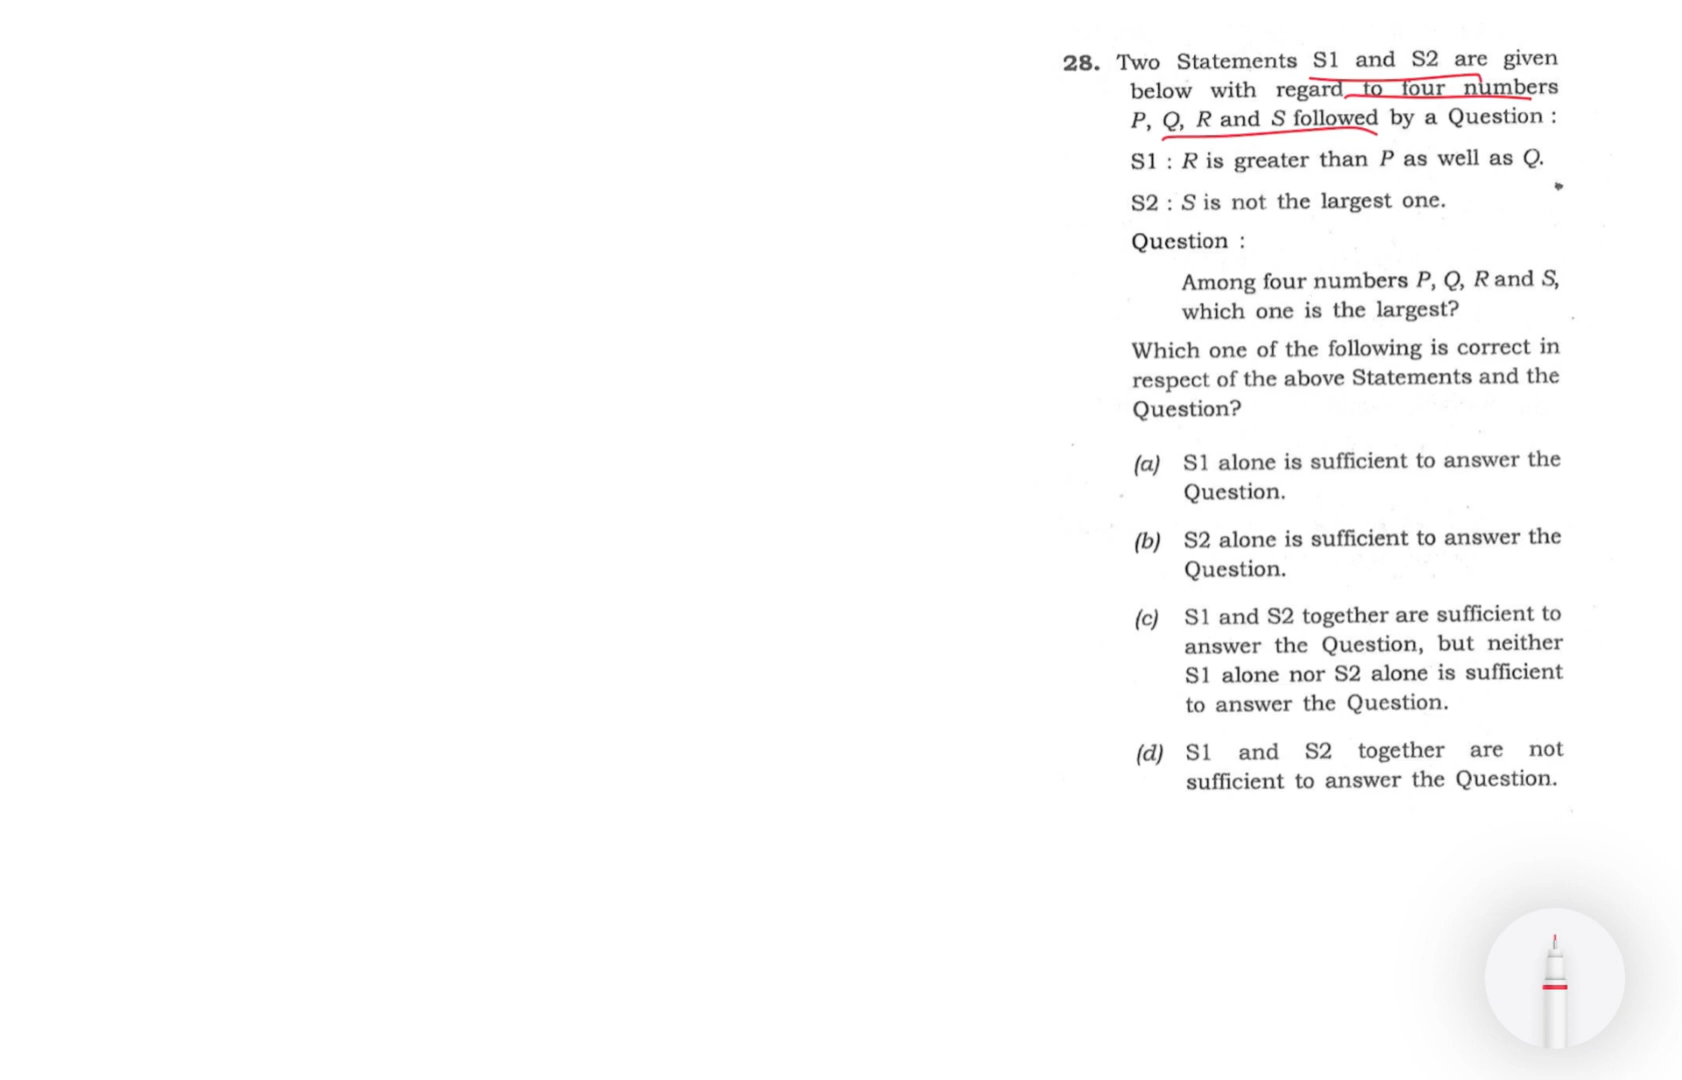 28. Two Statements S1 and S2 are given
below with regard to four numbers
P, Q, R and S followed by a Question :
S1 : R is greater than P as well as Q.
S2 : S is not the largest one.
Question :
Among four numbers P, Q, R and S,
which one is the largest?
Which one of the following is correct in
respect of the above Statements and the
Question?
(a) S1 alone is sufficient to answer the
Question.
(b) S2 alone is sufficient to answer the
Question.
(c) S1 and S2 together are sufficient to
answer the Question, but neither
S1 alone nor S2 alone is sufficient
to answer the Question.
(d) S1 and S2 together are not
sufficient to answer the Question.